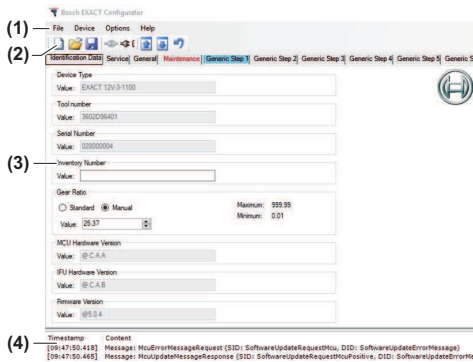 Bosch EXACT Configurator
(1) File Device Options Help
(2)
Identification Data Service General Maintenance Generic Step 1 Generic Step 2 Generic Step 3 Generic Step 4 Generic Step 5 Generic S
Device Type
Value: EXACT 12V-3-1100
Tool number
Value: 3602D96401
Serial Number
Value: 020000004
(3) Inventory Number
Value:
Gear Ratio
Standard Manual Maximum: 999.99
Value: 25.37 Minimum: 0.01
MCU Hardware Version
Value: @C.A.A
IFU Hardware Version
Value: @C.A.B
Firmware Version
Value: @5.0.4
(4) Timestamp Content
[09:47:50.418] Message: McuErrorMessageRequest (SID: SoftwareUpdateRequestMcu, DID: SoftwareUpdateErrorMessage)
[09:47:50.465] Message: McuUpdateMessageResponse (SID: SoftwareUpdateRequestMcuPositive, DID: SoftwareUpdateErrorMe